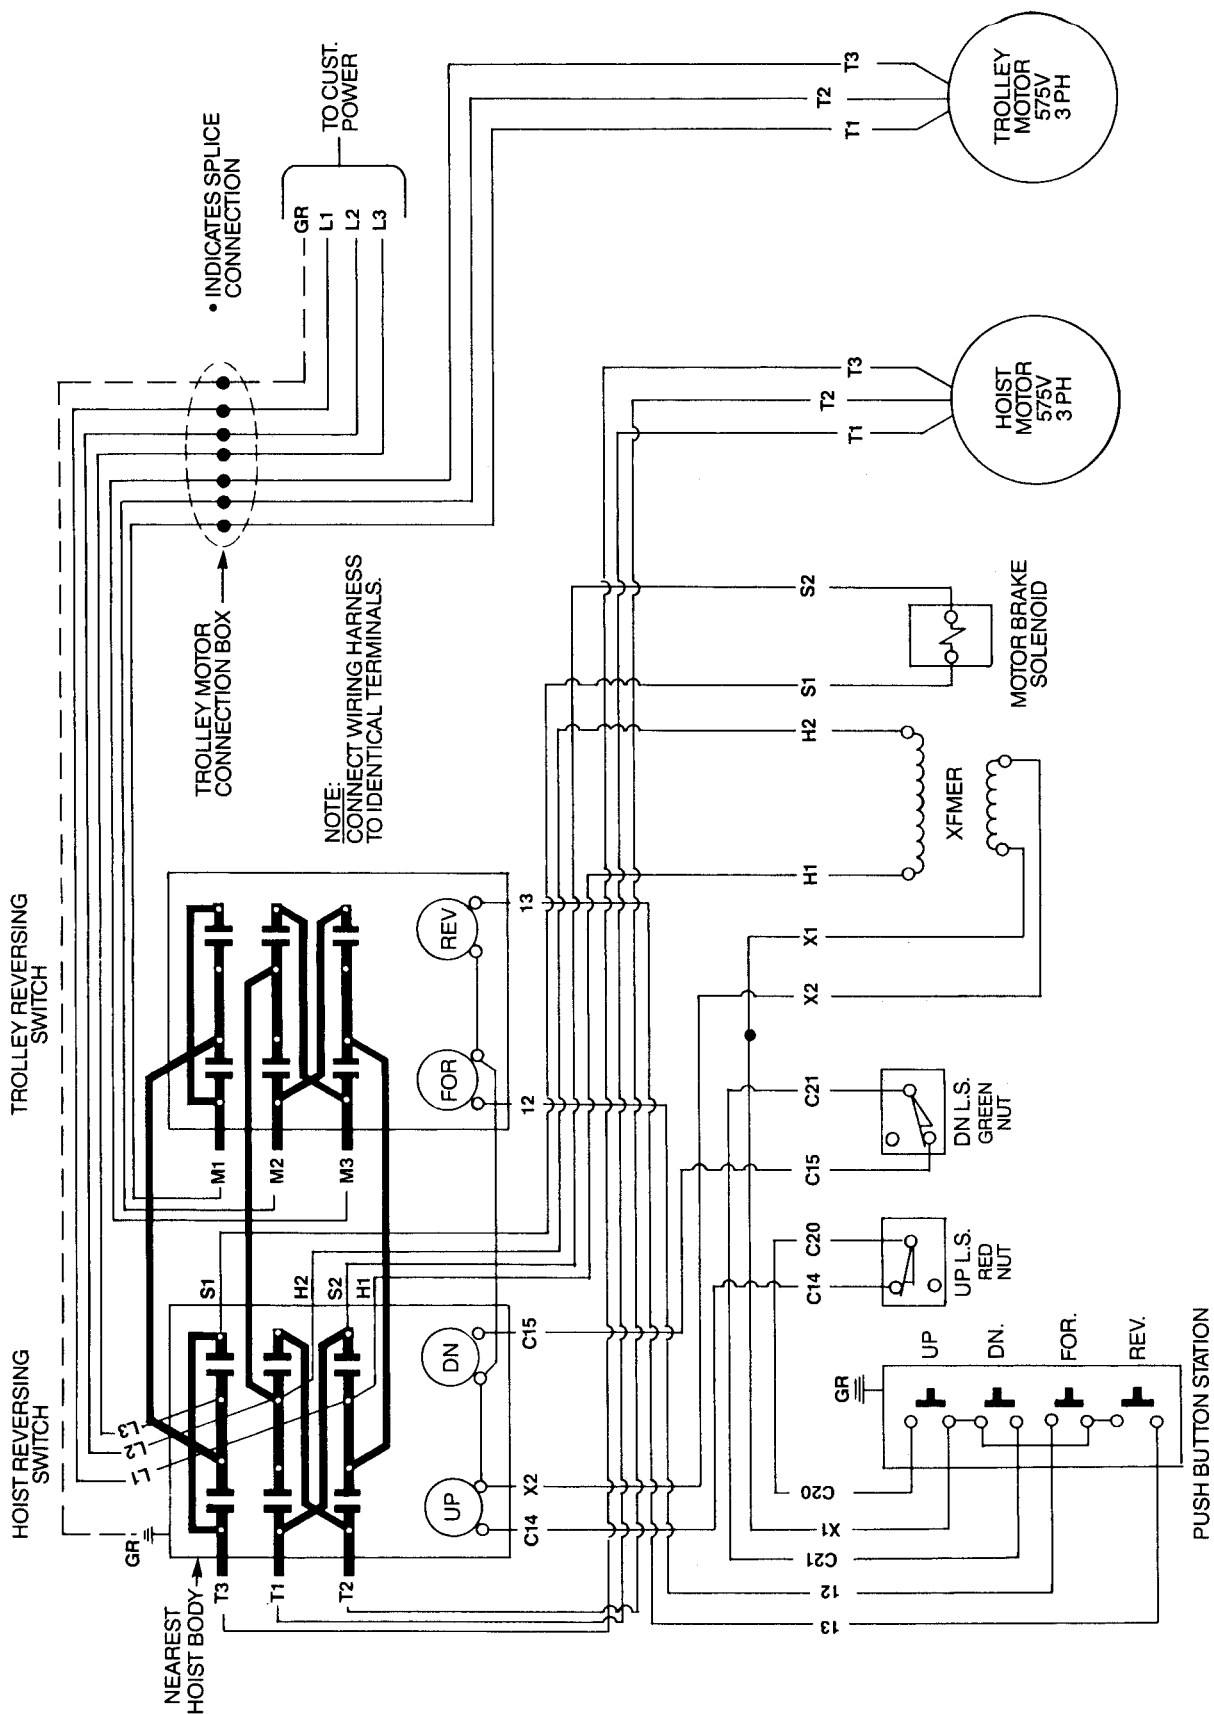 HOIST REVERSING
SWITCH
TROLLEY REVERSING
SWITCH
NEAREST
HOIST BODY
GR
L1
L2
L3
T3
T1
T2
S1
H2
S2
H1
UP
DN
C14
X2
C15
M1
M2
M3
FOR
REV
12
13
TROLLEY MOTOR
CONNECTION BOX
• INDICATES SPLICE
CONNECTION
NOTE:
CONNECT WIRING HARNESS
TO IDENTICAL TERMINALS.
GR
L1
L2
L3
TO CUST.
POWER
13
12
C21
X1
C20
C14
C20
C15
C21
X2
X1
H1
H2
S1
S2
T1
T2
T3
T1
T2
T3
GR
UP
DN.
FOR.
REV.
PUSH BUTTON STATION
UP L.S.
RED
NUT
DN L.S.
GREEN
NUT
XFMER
MOTOR BRAKE
SOLENOID
HOIST
MOTOR
575V
3 PH
TROLLEY
MOTOR
575V
3 PH